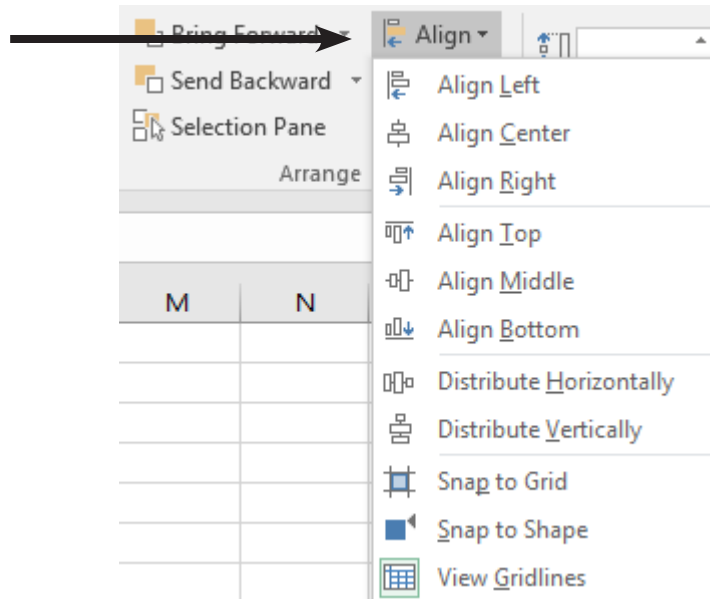 Bring Forward
Align
Send Backward
Selection Pane
Arrange
M N
Align Left
Align Center
Align Right
Align Top
Align Middle
Align Bottom
Distribute Horizontally
Distribute Vertically
Snap to Grid
Snap to Shape
View Gridlines